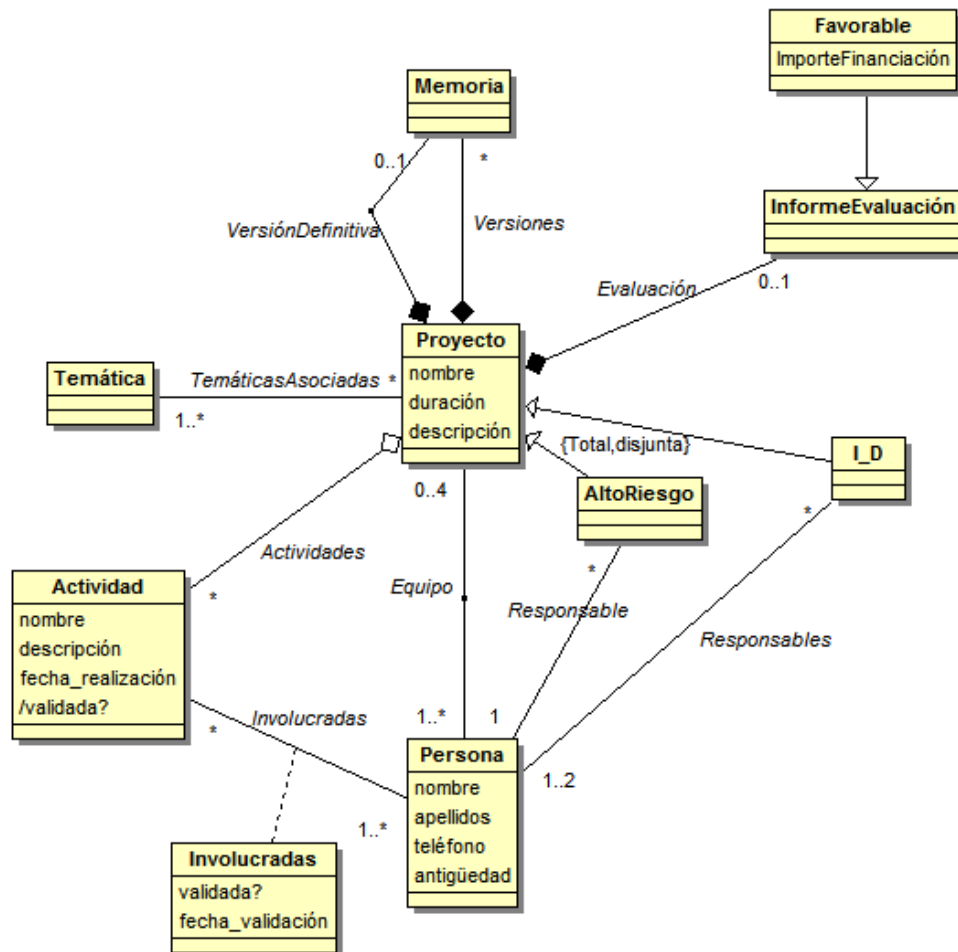 Favorable
ImporteFinanciación
Memoria
0..1
*
VersiónDefinitiva
Versiones
InformeEvaluación
Evaluación
0..1
Proyecto
nombre
duración
descripción
Temática
TemáticasAsociadas
*
1..*
{Total,disjunta}
I_D
*
0..4
AltoRiesgo
*
Actividades
*
Equipo
Responsable
Responsables
Actividad
nombre
descripción
fecha_realización
/validada?
*
Involucradas
1..*
1
1..2
Persona
nombre
apellidos
teléfono
antigüedad
1..*
Involucradas
validada?
fecha_validación